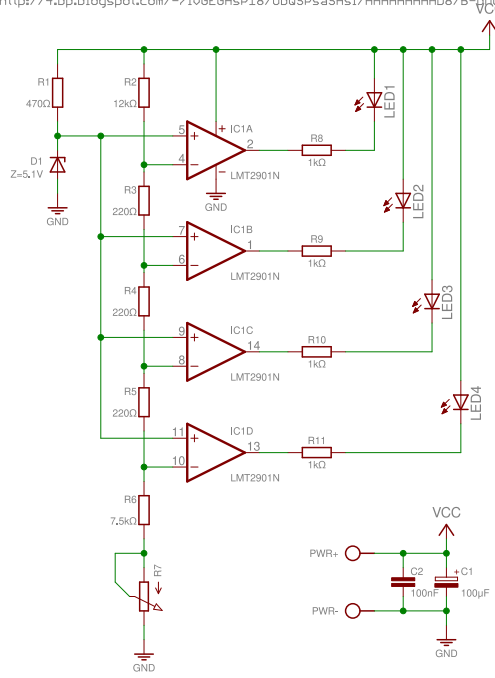 VCC
R1
470Ω
R2
12kΩ
D1
Z=5.1V
GND
5
4
+
−
+
−
2
IC1A
LMT2901N
GND
R8
1kΩ
LED1
R3
220Ω
7
6
+
−
1
IC1B
LMT2901N
R9
1kΩ
LED2
R4
220Ω
9
8
+
−
14
IC1C
LMT2901N
R10
1kΩ
LED3
R5
220Ω
11
10
+
−
13
IC1D
LMT2901N
R11
1kΩ
LED4
R6
7.5kΩ
R7
GND
VCC
PWR+
PWR-
C2
100nF
+
C1
100µF
GND